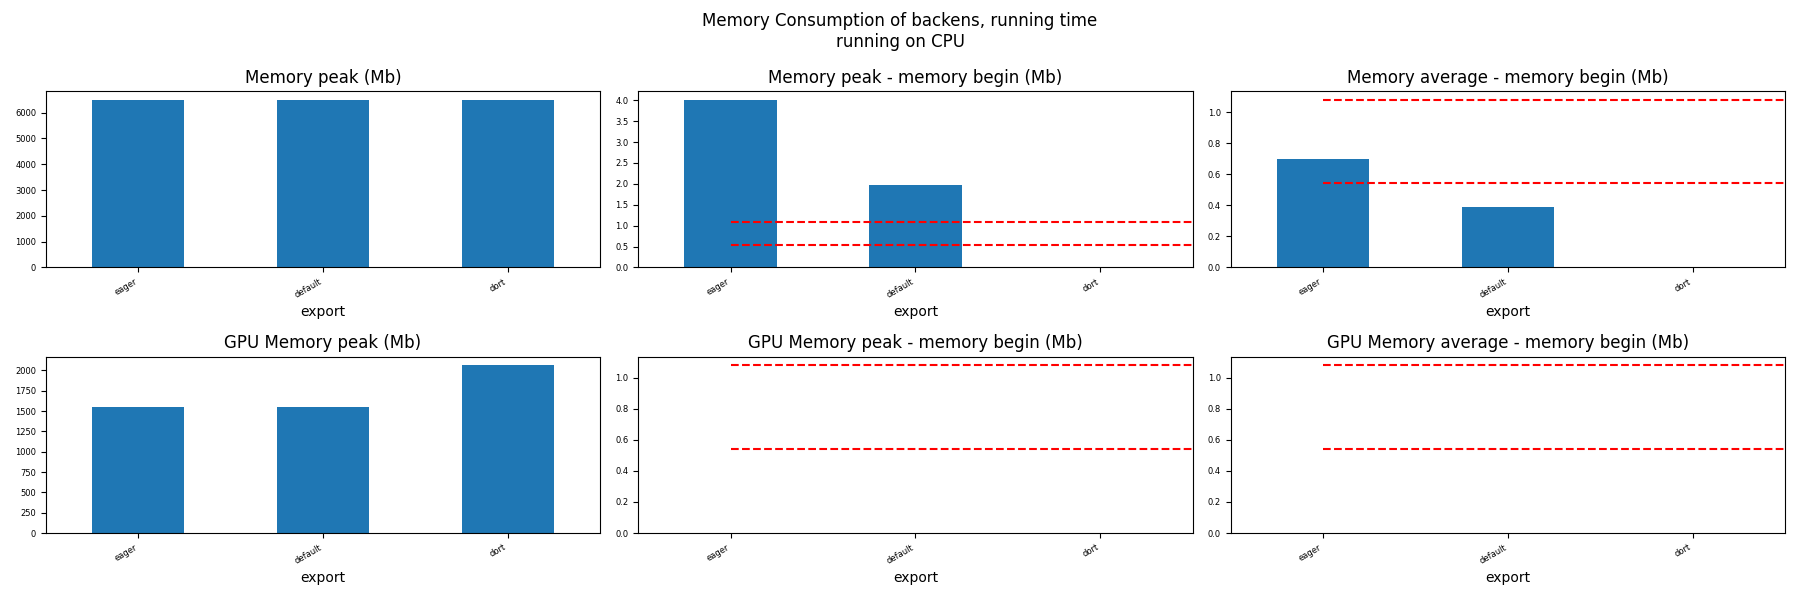 Memory Consumption of backens, running time
running on CPU
Memory peak (Mb)
6000
5000
4000
3000
2000
1000
0
eager
default
dort
export
Memory peak - memory begin (Mb)
4.0
3.5
3.0
2.5
2.0
1.5
1.0
0.5
0.0
eager
default
dort
export
Memory average - memory begin (Mb)
1.0
0.8
0.6
0.4
0.2
0.0
eager
default
dort
export
GPU Memory peak (Mb)
2000
1750
1500
1250
1000
750
500
250
0
eager
default
dort
export
GPU Memory peak - memory begin (Mb)
1.0
0.8
0.6
0.4
0.2
0.0
eager
default
dort
export
GPU Memory average - memory begin (Mb)
1.0
0.8
0.6
0.4
0.2
0.0
eager
default
dort
export